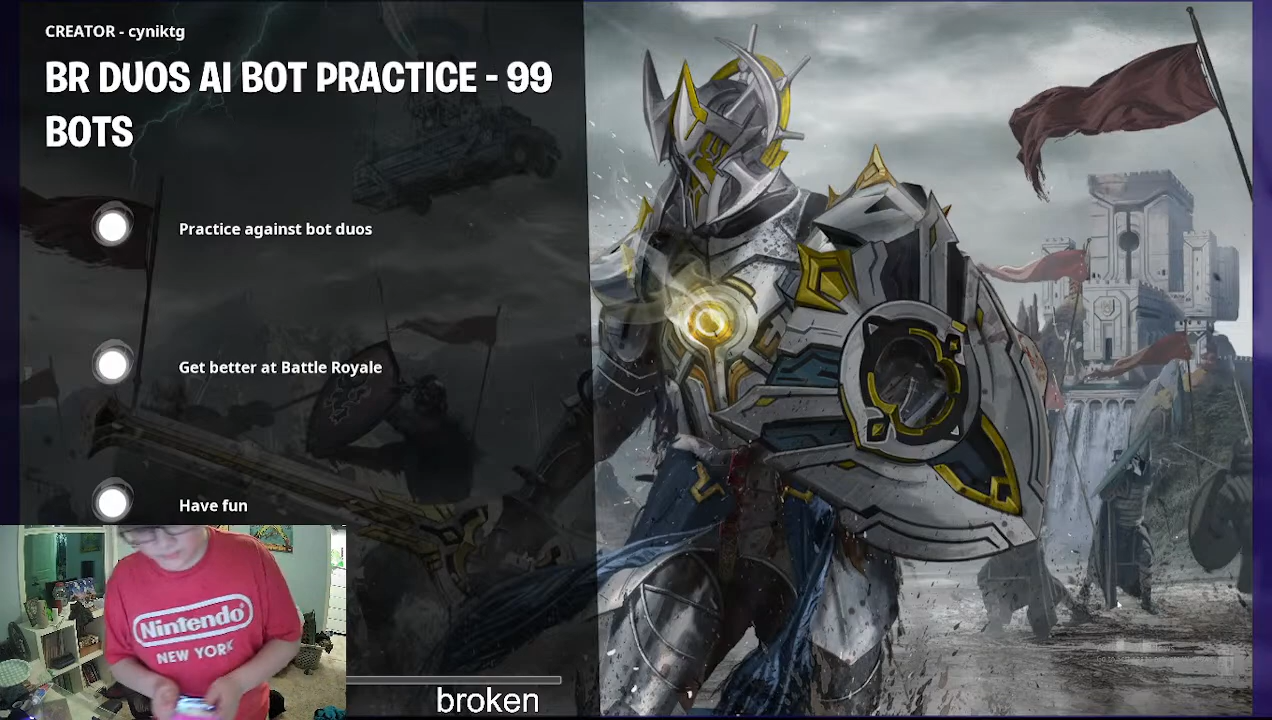 CREATOR - cyniktg
BR DUOS AI BOT PRACTICE - 99
BOTS
Practice against bot duos
Get better at Battle Royale
Have fun
Nintendo
NEW YORK
broken